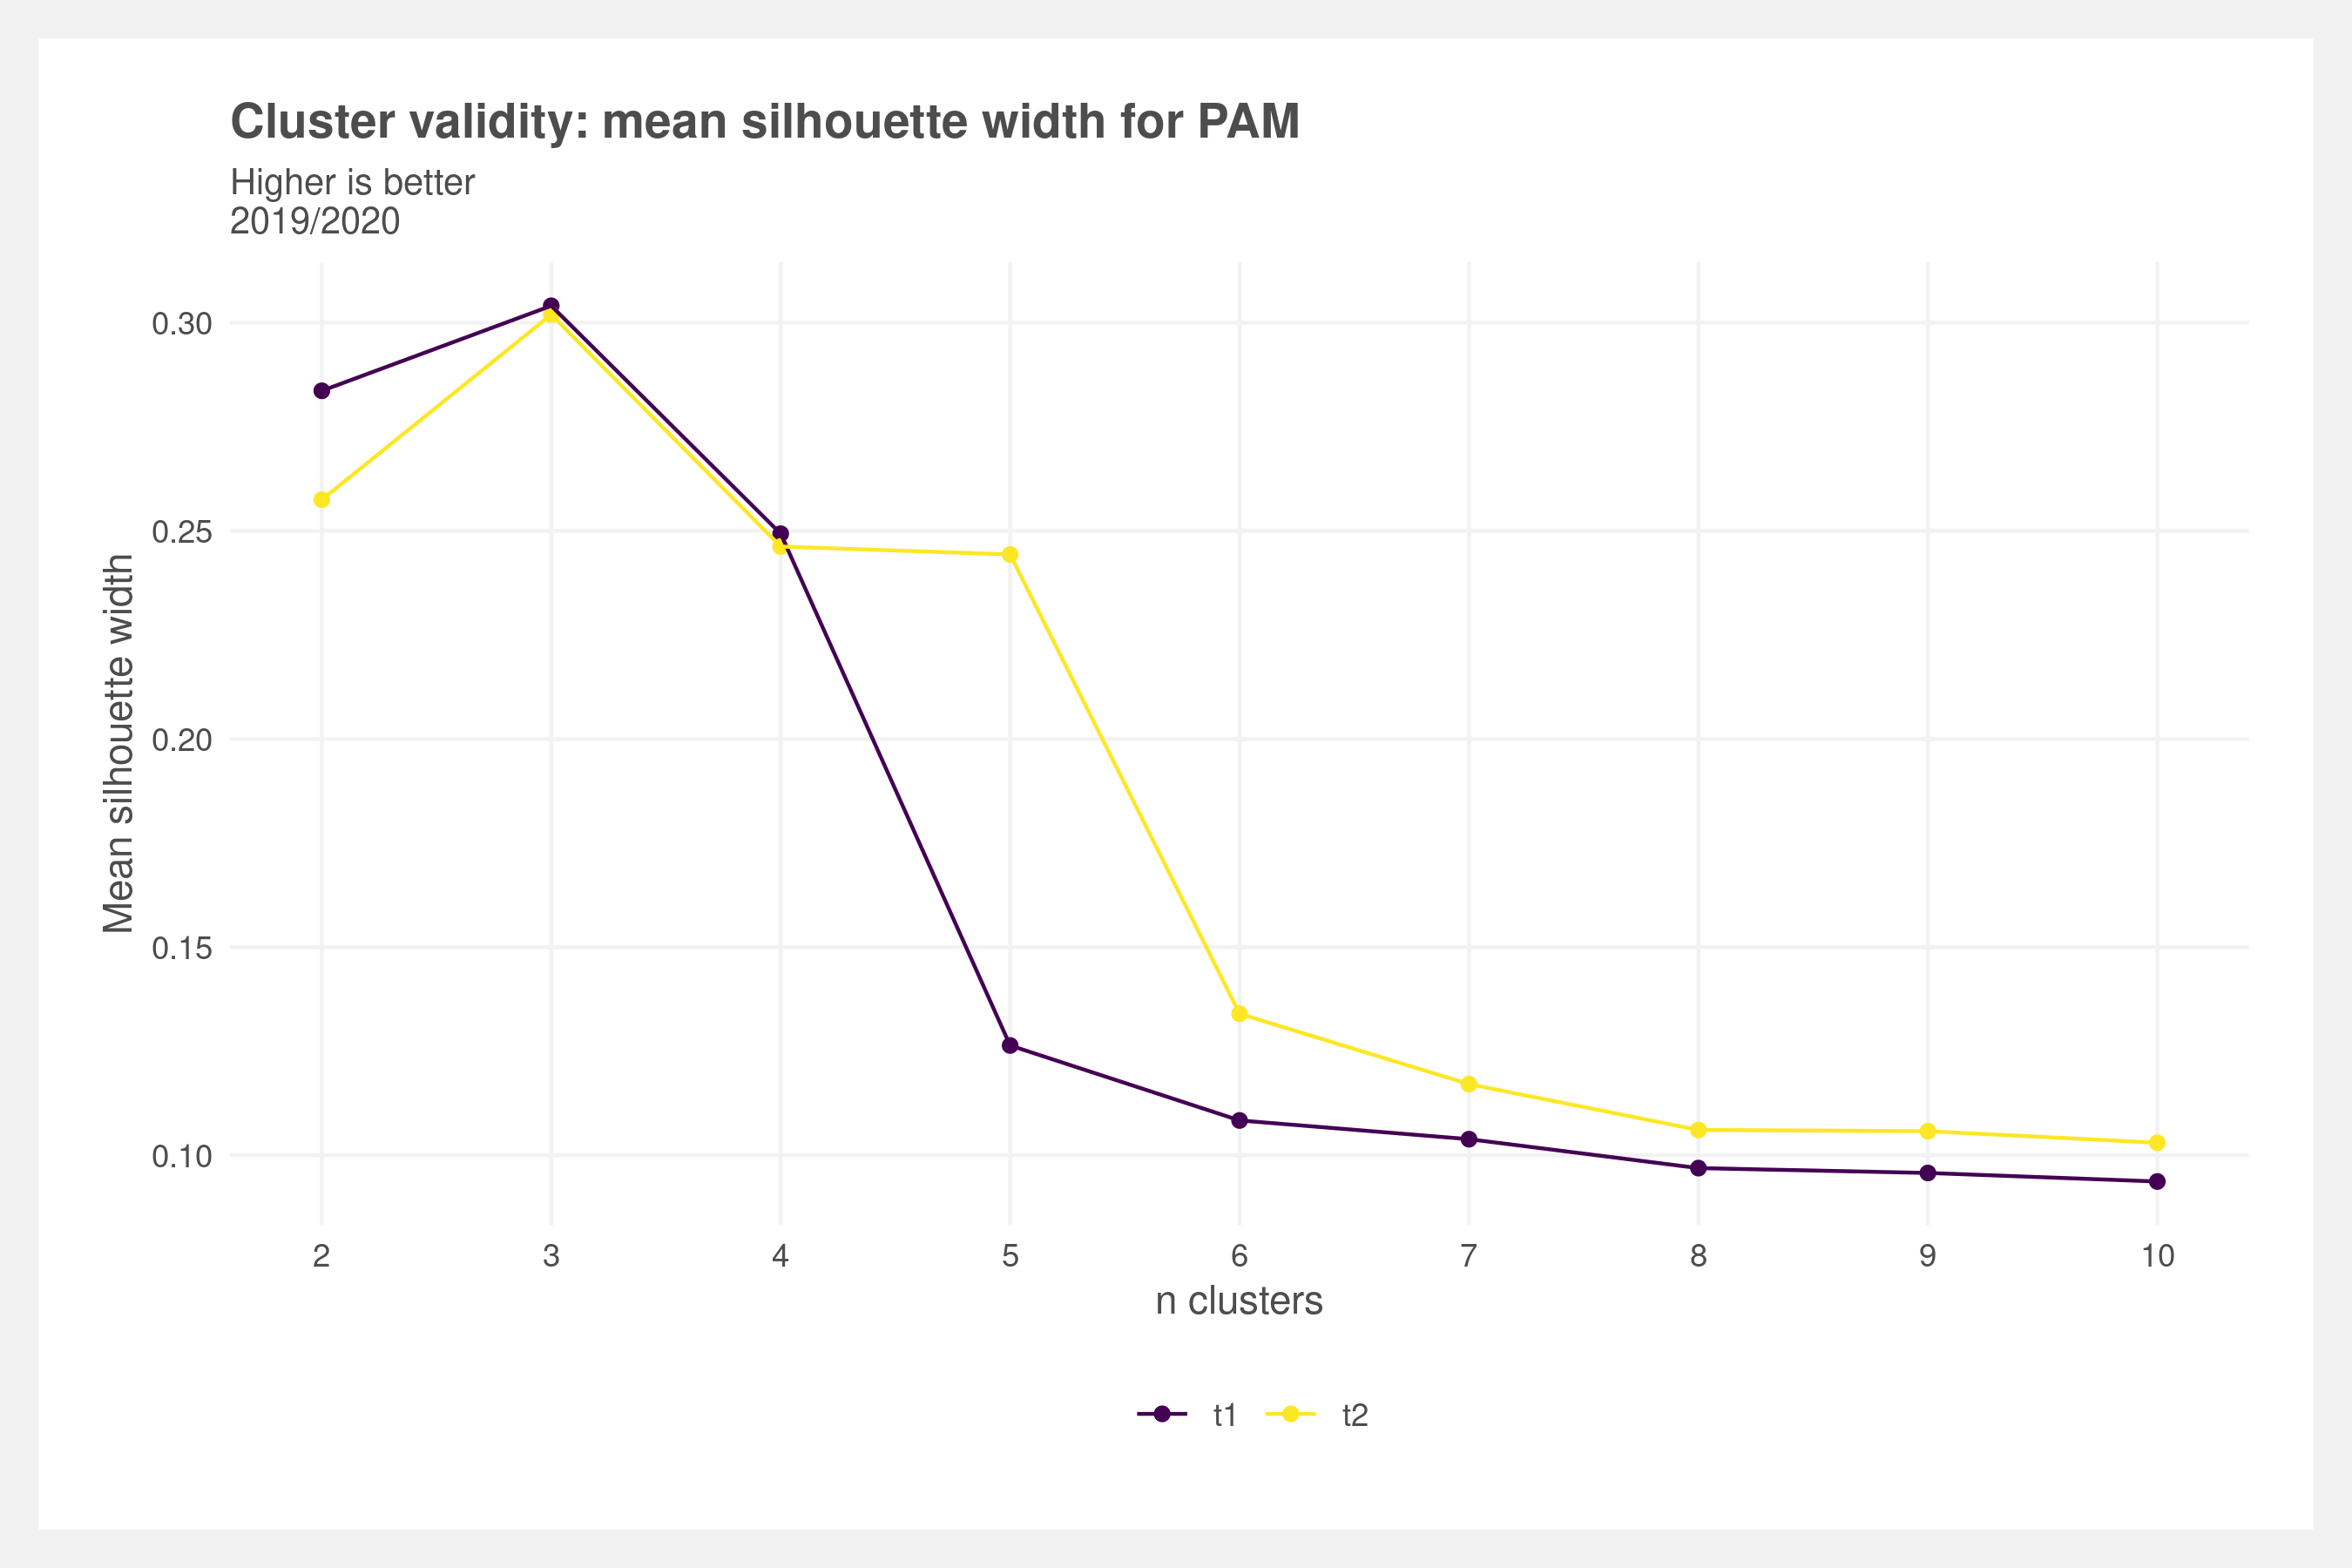 Cluster validity: mean silhouette width for PAM
Higher is better
2019/2020
Mean silhouette width
0.30
0.25
0.20
0.15
0.10
2 3 4 5 6 7 8 9 10
n clusters
t1 t2